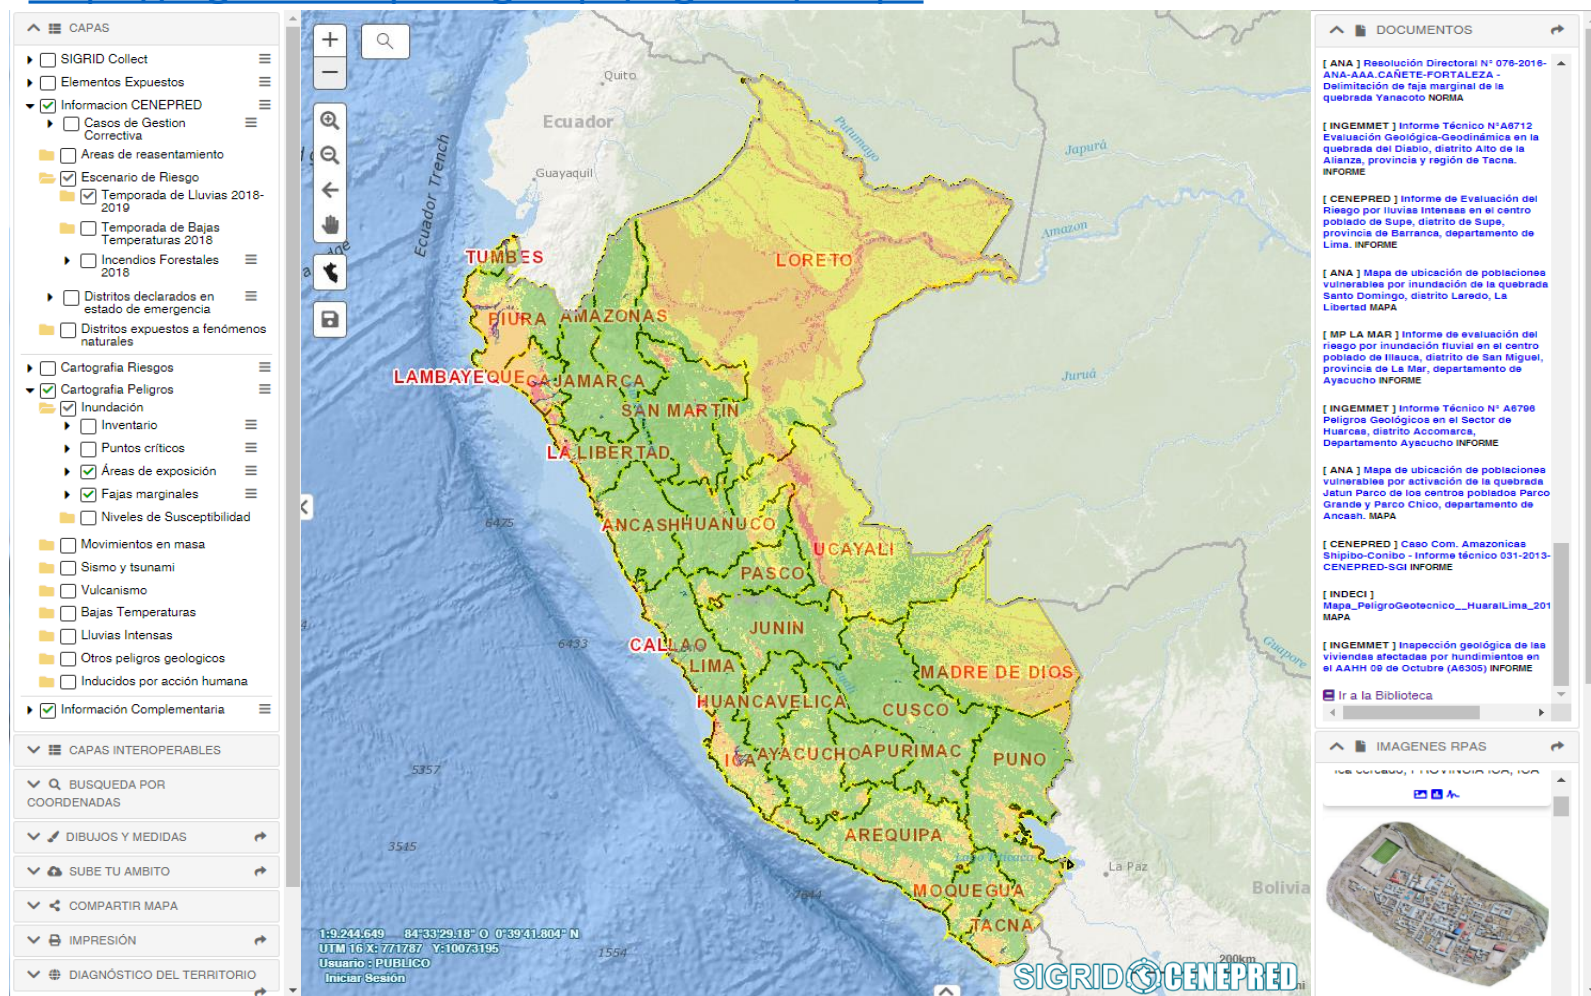 CAPAS
SIGRID Collect
Elementos Expuestos
Informacion CENEPRED
Casos de Gestion
Correctiva
Areas de reasentamiento
Escenario de Riesgo
Temporada de Lluvias 2018-
2019
Temporada de Bajas
Temperaturas 2018
Incendios Forestales
2018
Distritos declarados en
estado de emergencia
Distritos expuestos a fenómenos
naturales
Cartografia Riesgos
Cartografia Peligros
Inundación
Inventario
Puntos críticos
Áreas de exposición
Fajas marginales
Niveles de Susceptibilidad
Movimientos en masa
Sismo y tsunami
Vulcanismo
Bajas Temperaturas
Lluvias Intensas
Otros peligros geologicos
Inducidos por acción humana
Información Complementaria
CAPAS INTEROPERABLES
BUSQUEDA POR
COORDENADAS
DIBUJOS Y MEDIDAS
SUBE TU AMBITO
COMPARTIR MAPA
IMPRESIÓN
DIAGNÓSTICO DEL TERRITORIO
Quito
Ecuador
Guayaquil
Ecuador Trench
Putumayo
Japurá
Amazon
Juruá
Guapore
TUMBES
LORETO
PIURA
AMAZONAS
LAMBAYEQUE
CAJAMARCA
SAN MARTIN
LA LIBERTAD
ANCASH
HUANUCO
UCAYALI
PASCO
JUNIN
CALLAO
LIMA
MADRE DE DIOS
HUANCAVELICA
CUSCO
ICA
AYACUCHO
APURIMAC
PUNO
AREQUIPA
Lago Titicaca
La Paz
Bolivia
MOQUEGUA
TACNA
6475
6433
5357
3545
1554
1:9.244.649 84°33'29.18" O 0°39'41.804" N
UTM 16 X: 771787 Y:10073195
Usuario : PUBLICO
Iniciar Sesión
200km
SIGRID CENEPRED
DOCUMENTOS
[ ANA ] Resolución Directoral N° 076-2016-
ANA-AAA.CAÑETE-FORTALEZA -
Delimitación de faja marginal de la
quebrada Yanacoto NORMA
[ INGEMMET ] Informe Técnico N°A6712
Evaluación Geológica-Geodinámica en la
quebrada del Diablo, distrito Alto de la
Alianza, provincia y región de Tacna.
INFORME
[ CENEPRED ] Informe de Evaluación del
Riesgo por lluvias intensas en el centro
poblado de Supe, distrito de Supe,
provincia de Barranca, departamento de
Lima. INFORME
[ ANA ] Mapa de ubicación de poblaciones
vulnerables por inundación de la quebrada
Santo Domingo, distrito Laredo, La
Libertad MAPA
[ MP LA MAR ] Informe de evaluación del
riesgo por inundación fluvial en el centro
poblado de Illauca, distrito de San Miguel,
provincia de La Mar, departamento de
Ayacucho INFORME
[ INGEMMET ] Informe Técnico N° A6796
Peligros Geológicos en el Sector de
Huarcas, distrito Accomarca,
Departamento Ayacucho INFORME
[ ANA ] Mapa de ubicación de poblaciones
vulnerables por activación de la quebrada
Jatun Parco de los centros poblados Parco
Grande y Parco Chico, departamento de
Ancash. MAPA
[ CENEPRED ] Caso Com. Amazonicas
Shipibo-Conibo - Informe técnico 031-2013-
CENEPRED-SGI INFORME
[ INDECI ]
Mapa_PeligroGeotecnico__HuaralLima_201
MAPA
[ INGEMMET ] Inspección geológica de las
viviendas afectadas por hundimientos en
el AAHH 09 de Octubre (A6305) INFORME
Ir a la Biblioteca
IMAGENES RPAS